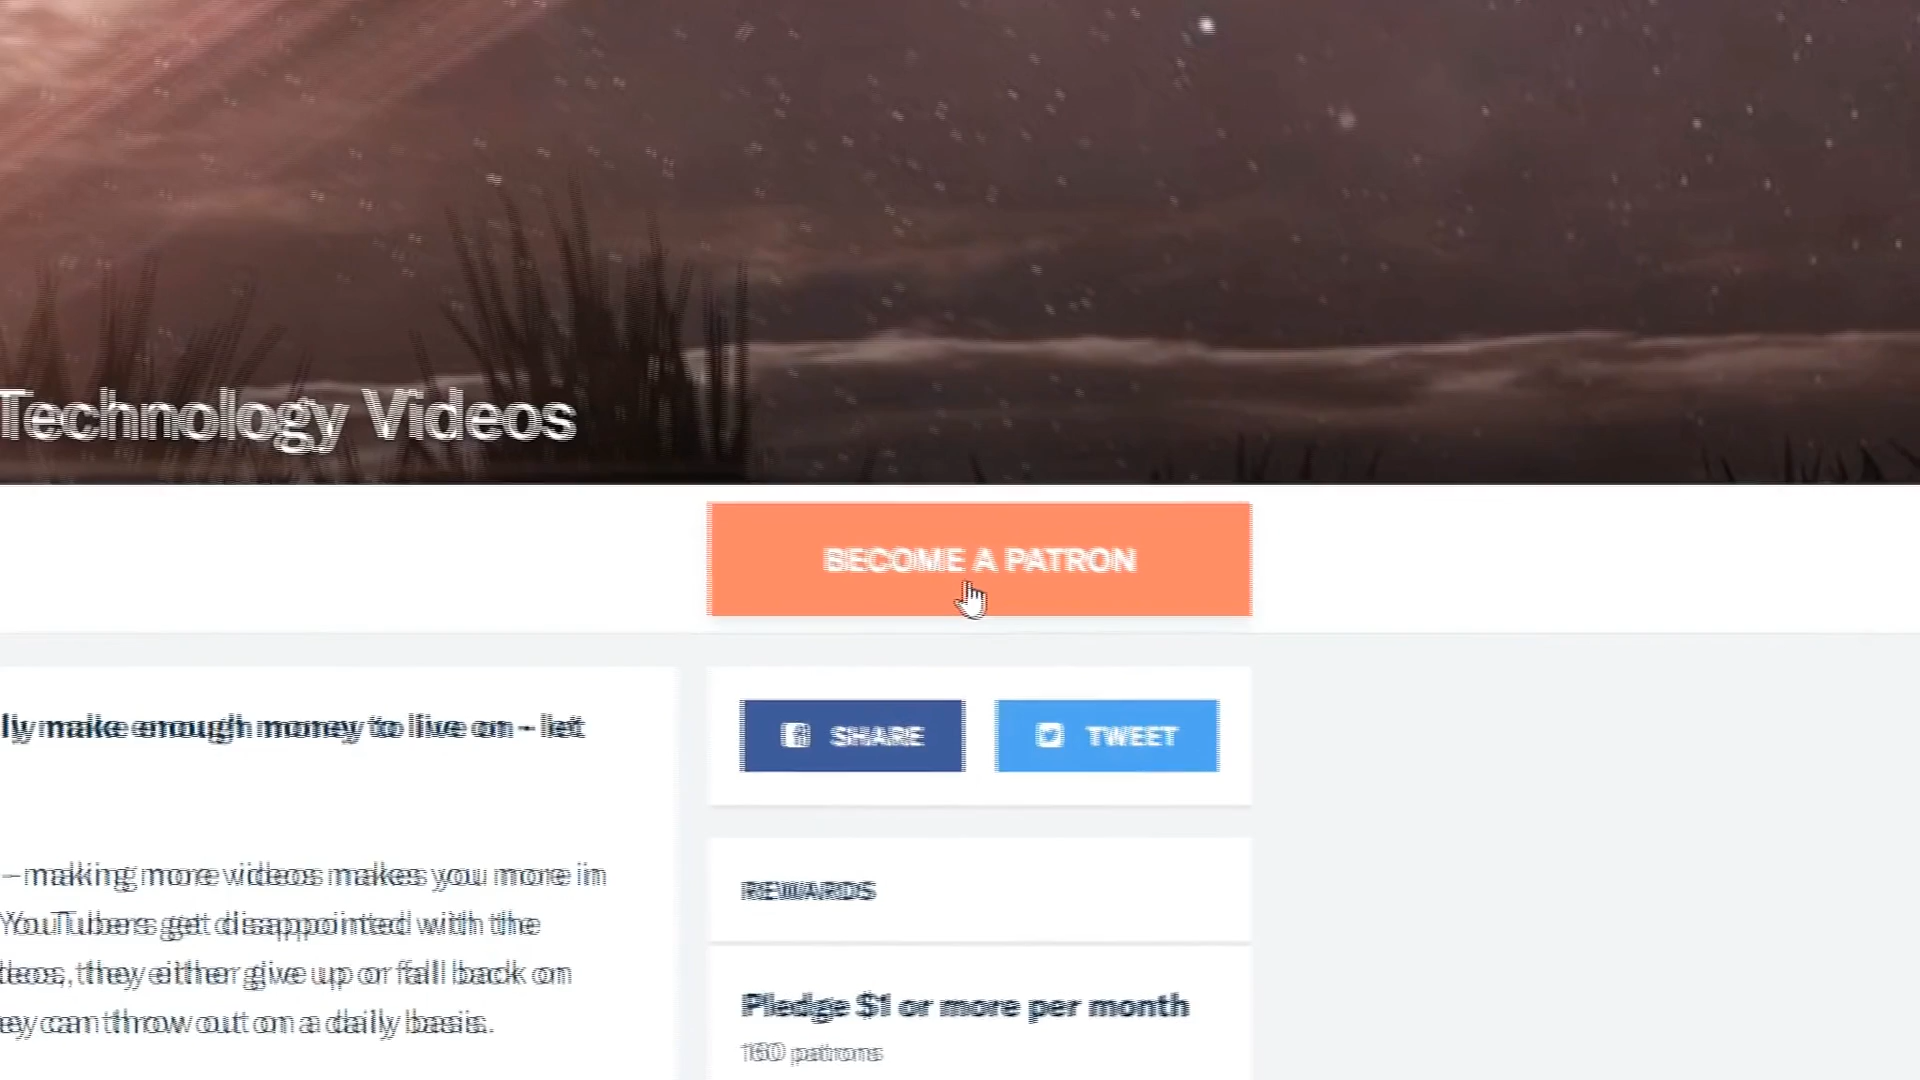 Technology Videos
BECOME A PATRON
lly make enough money to live on – let
SHARE
TWEET
– making more videos makes you more in
YouTubers get disappointed with the
deos, they either give up or fall back on
ey can throw out on a daily basis.
REWARDS
Pledge $1 or more per month
160 patrons